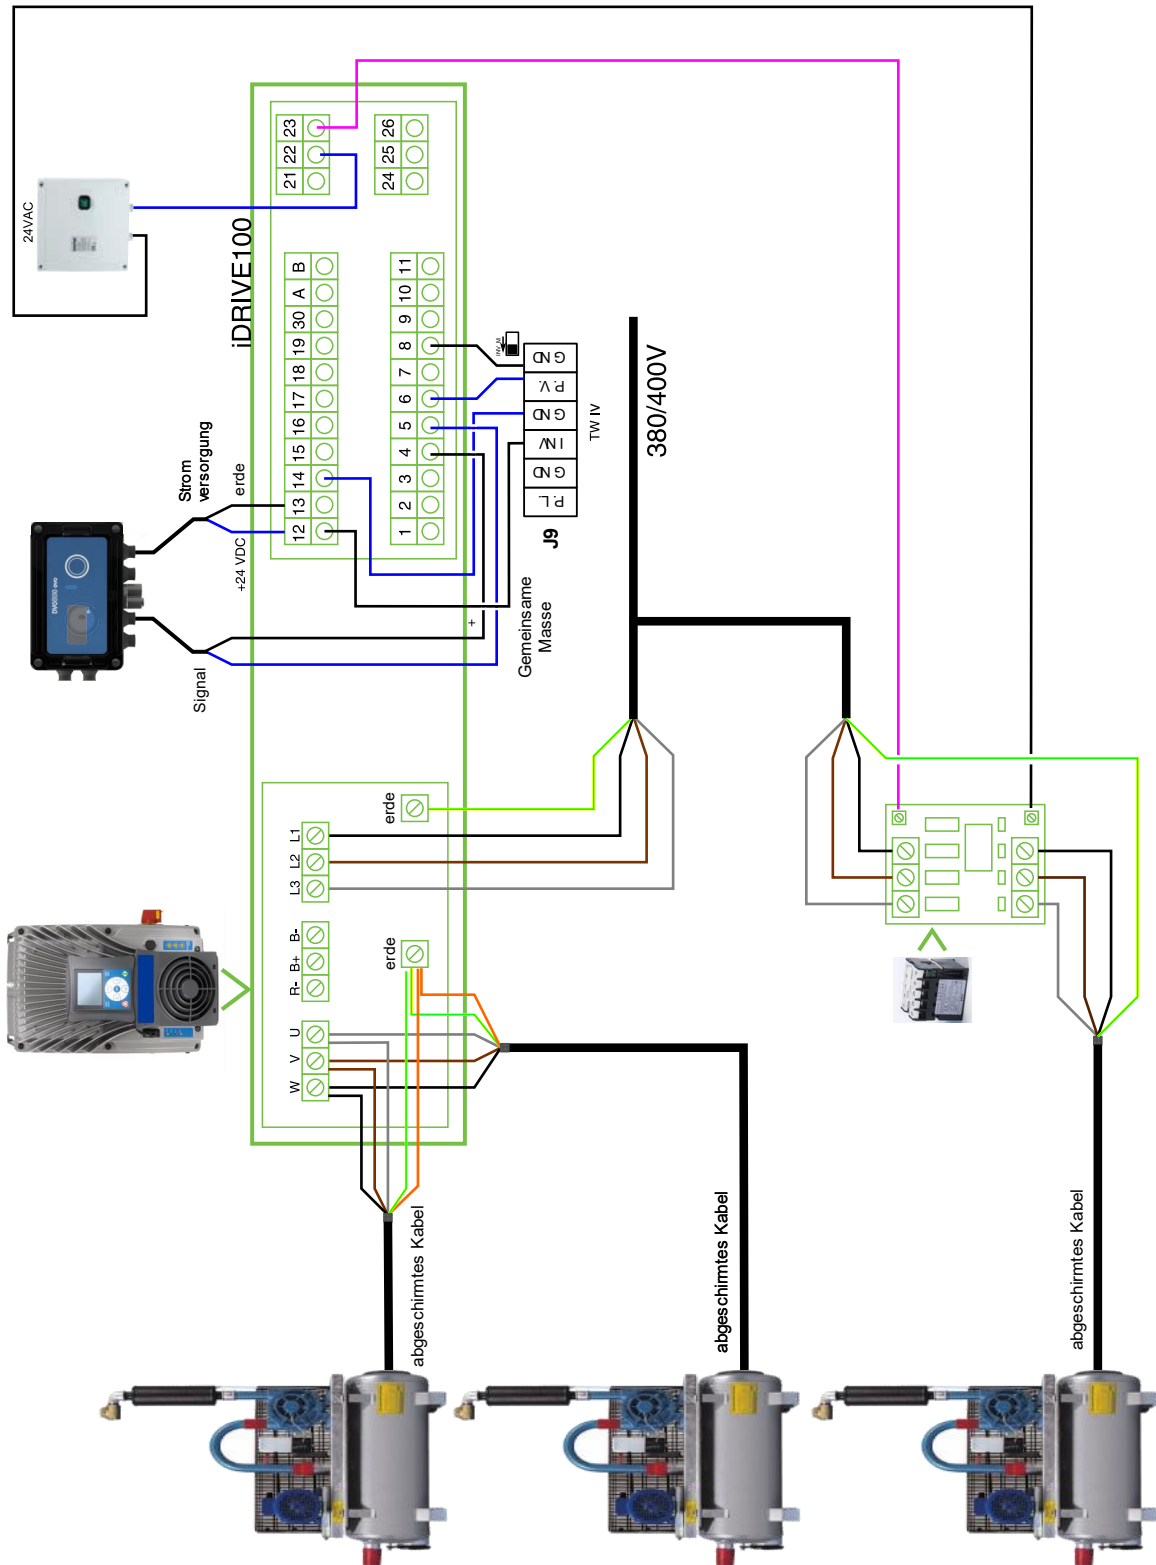 24VAC
iDRIVE100
21 22 23
24 25 26
12 13 14 15 16 17 18 19 30 A B
1 2 3 4 5 6 7 8 9 10 11
Strom
versorgung
erde
+24 VDC
Signal
+
Gemeinsame
Masse
INV_M
P.L. GND INV GND P.V. GND
TW IV
J9
380/400V
erde
L3 L2 L1
R- B+ B-
erde
W V U
abgeschirmtes Kabel
abgeschirmtes Kabel
abgeschirmtes Kabel